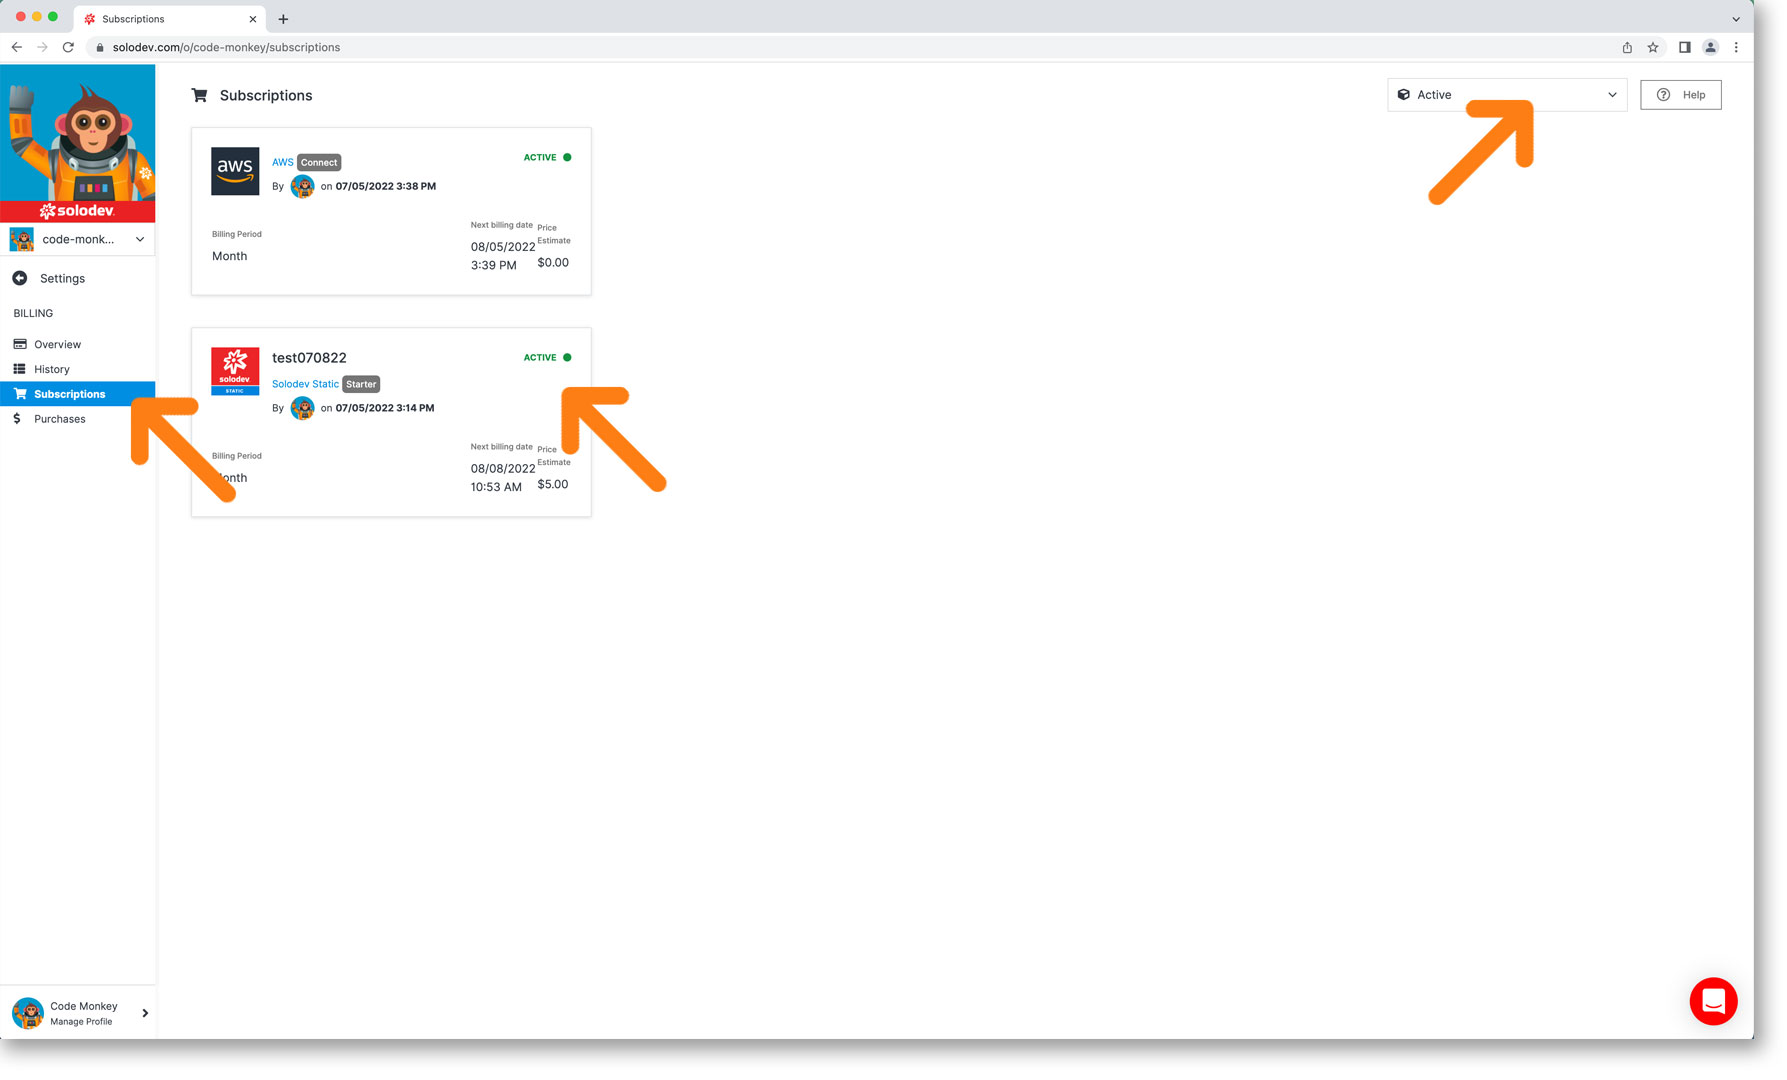 Subscriptions
solodev.com/o/code-monkey/subscriptions
solodev
code-monk...
Settings
BILLING
Overview
History
Subscriptions
Purchases
Code Monkey
Manage Profile
Subscriptions
Active
Help
aws
AWS Connect
ACTIVE
By on 07/05/2022 3:38 PM
Billing Period
Month
Next billing date
08/05/2022
3:39 PM
Price
Estimate
$0.00
solodev
STATIC
test070822
ACTIVE
Solodev Static Starter
By on 07/05/2022 3:14 PM
Billing Period
onth
Next billing date
08/08/2022
10:53 AM
Price
Estimate
$5.00